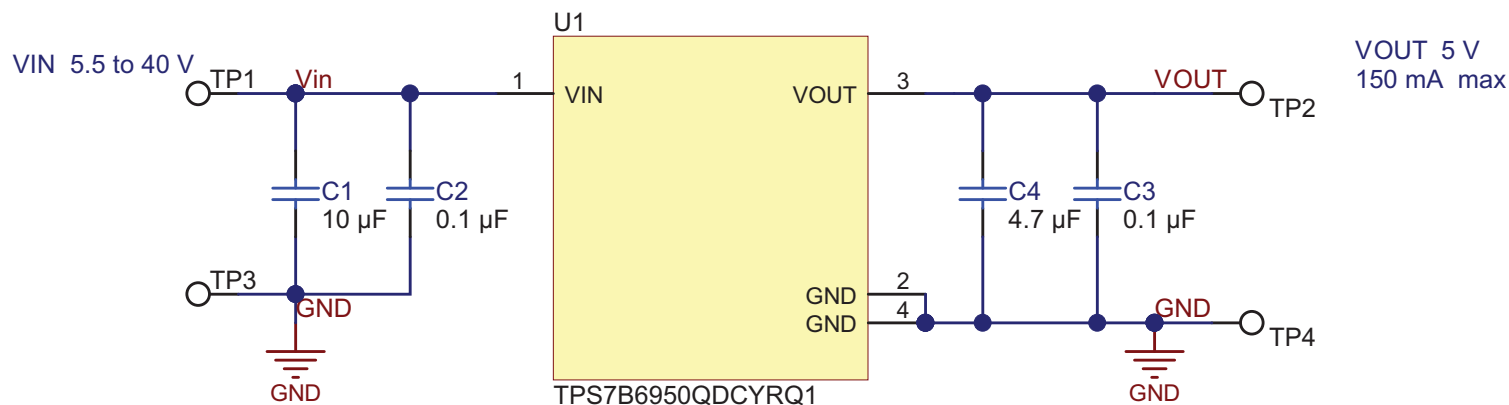 U1
VIN 5.5 to 40 V
VOUT 5 V
150 mA max
TP1
Vin
1
VIN
VOUT
3
VOUT
TP2
C1
10 µF
C2
0.1 µF
C4
4.7 µF
C3
0.1 µF
TP3
GND
GND
2
GND
4
GND
TP4
GND
GND
TPS7B6950QDCYRQ1